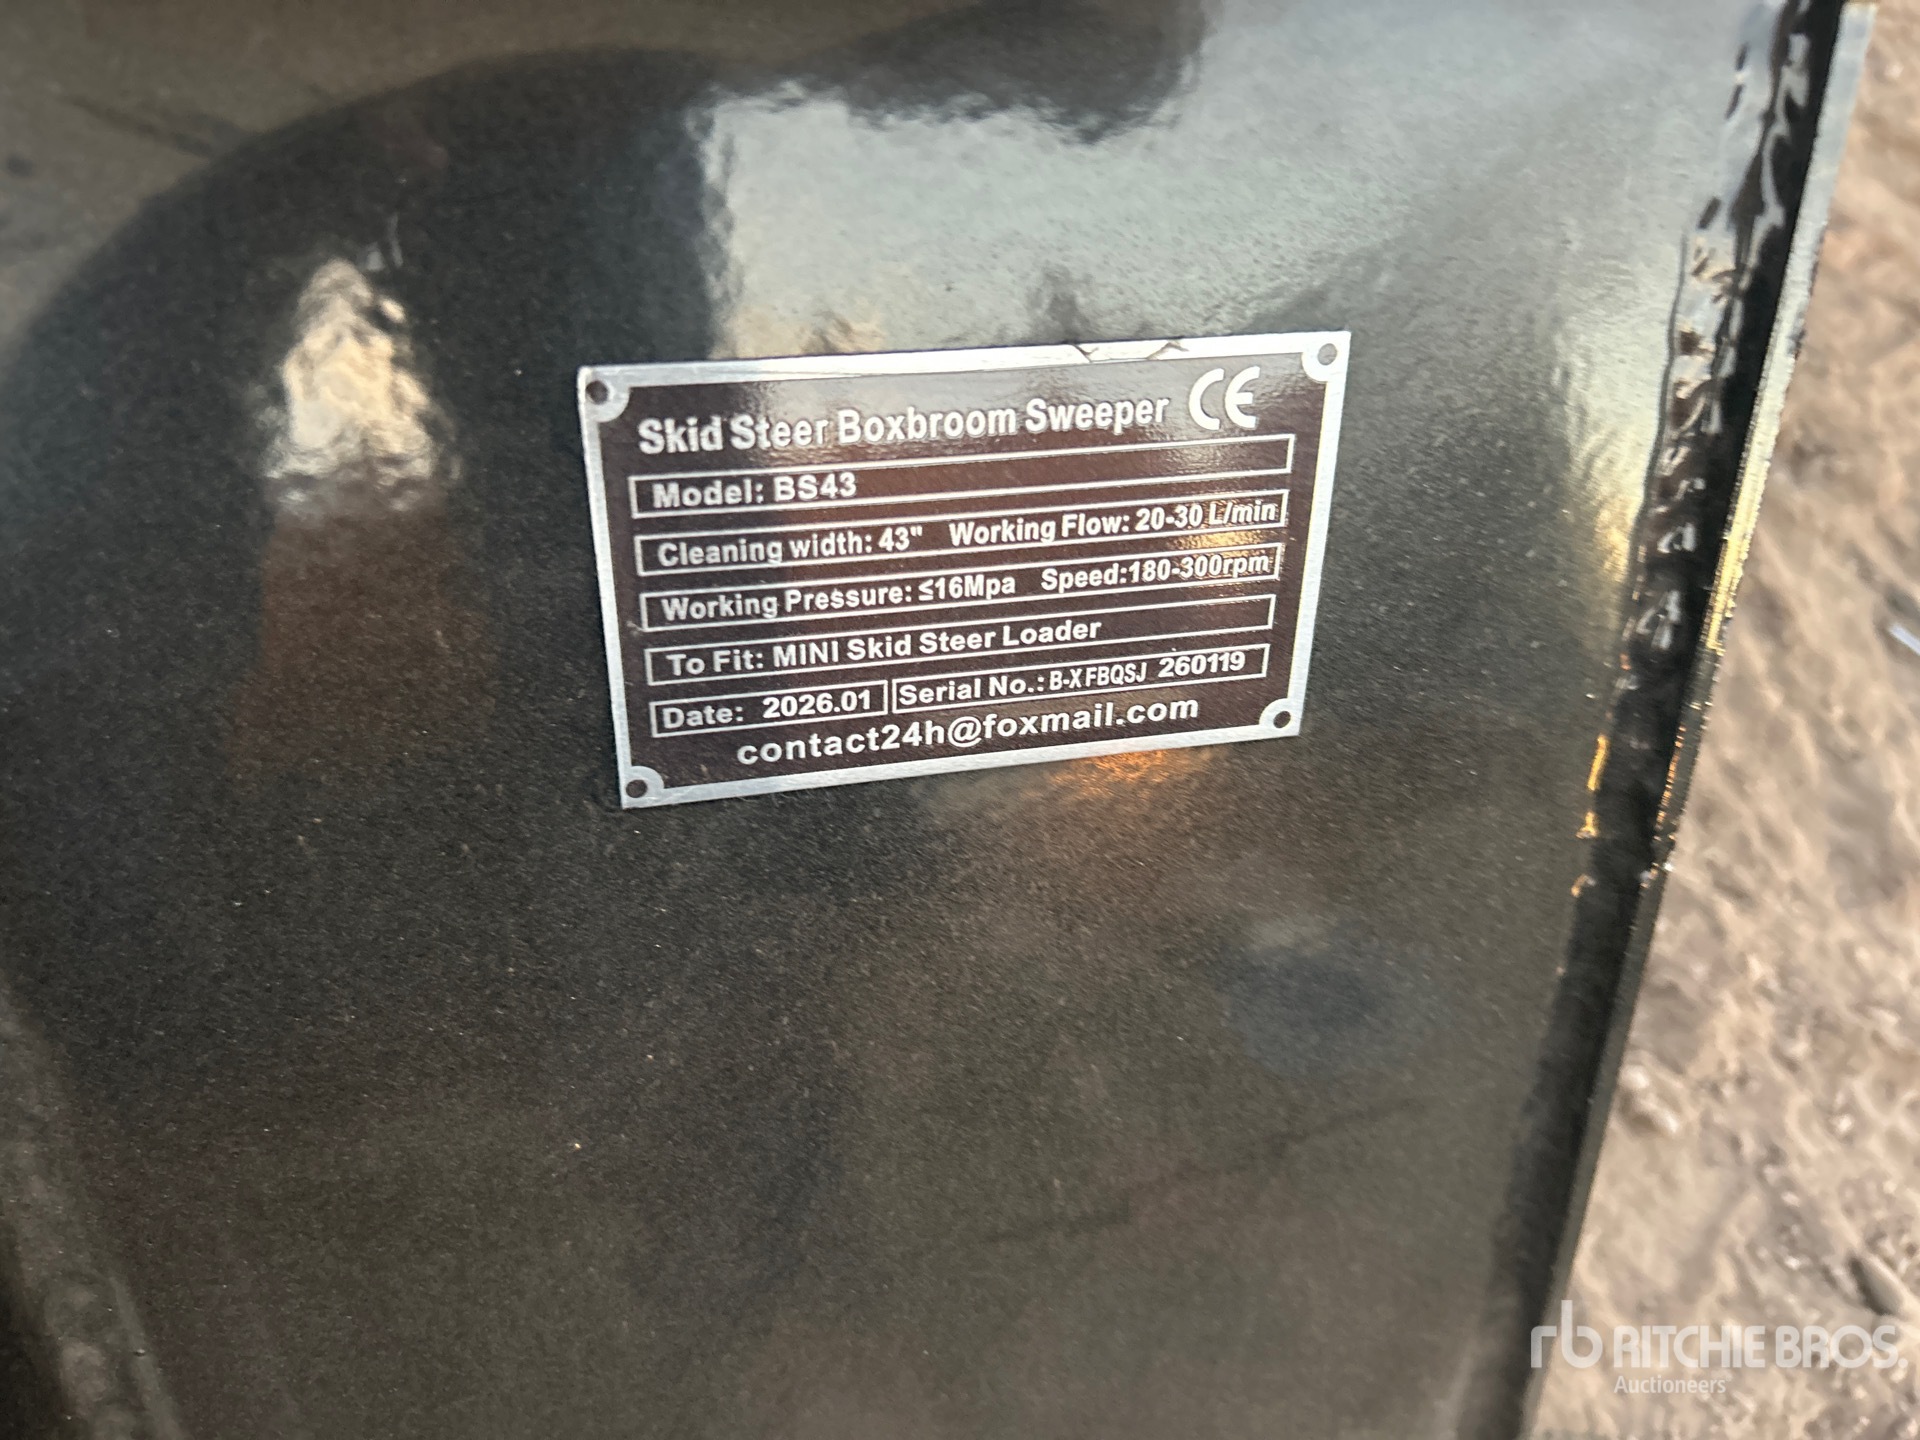 Skid Steer Boxbroom Sweeper CE
Model: BS43
Cleaning width: 43" Working Flow: 20-30 L/min
Working Pressure: ≤16Mpa Speed:180-300rpm
To Fit: MINI Skid Steer Loader
Date: 2026.01 Serial No.: B-XFBQSJ 260119
contact24h@foxmail.com
rb RITCHIE BROS.
Auctioneers